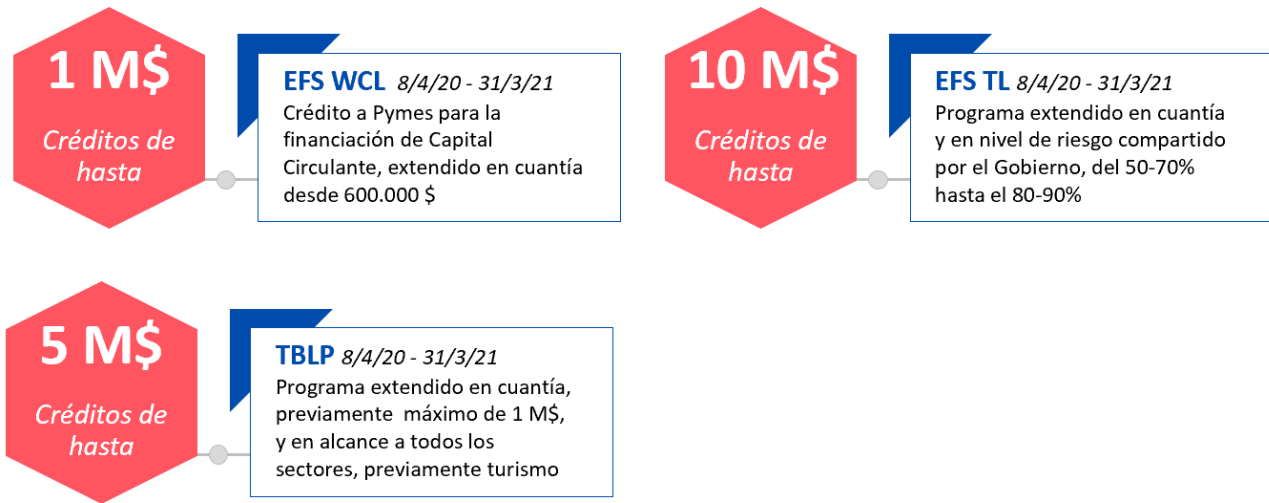 1 M$
Créditos de
hasta
EFS WCL 8/4/20 - 31/3/21
Crédito a Pymes para la
financiación de Capital
Circulante, extendido en cuantía
desde 600.000 $
10 M$
Créditos de
hasta
EFS TL 8/4/20 - 31/3/21
Programa extendido en cuantía
y en nivel de riesgo compartido
por el Gobierno, del 50-70%
hasta el 80-90%
5 M$
Créditos de
hasta
TBLP 8/4/20 - 31/3/21
Programa extendido en cuantía,
previamente máximo de 1 M$,
y en alcance a todos los
sectores, previamente turismo